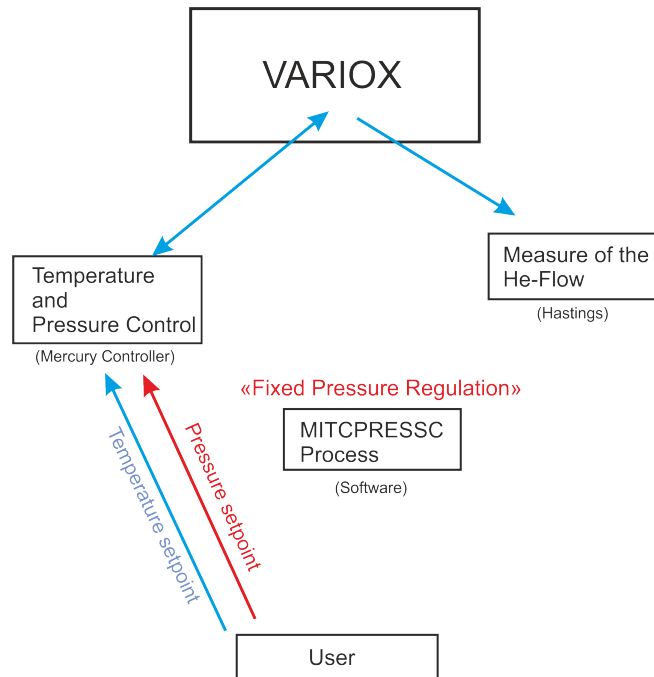 VARIOX
Temperature
and
Pressure Control
(Mercury Controller)
Measure of the
He-Flow
(Hastings)
«Fixed Pressure Regulation»
MITCPRESSC
Process
(Software)
Temperature setpoint
Pressure setpoint
User